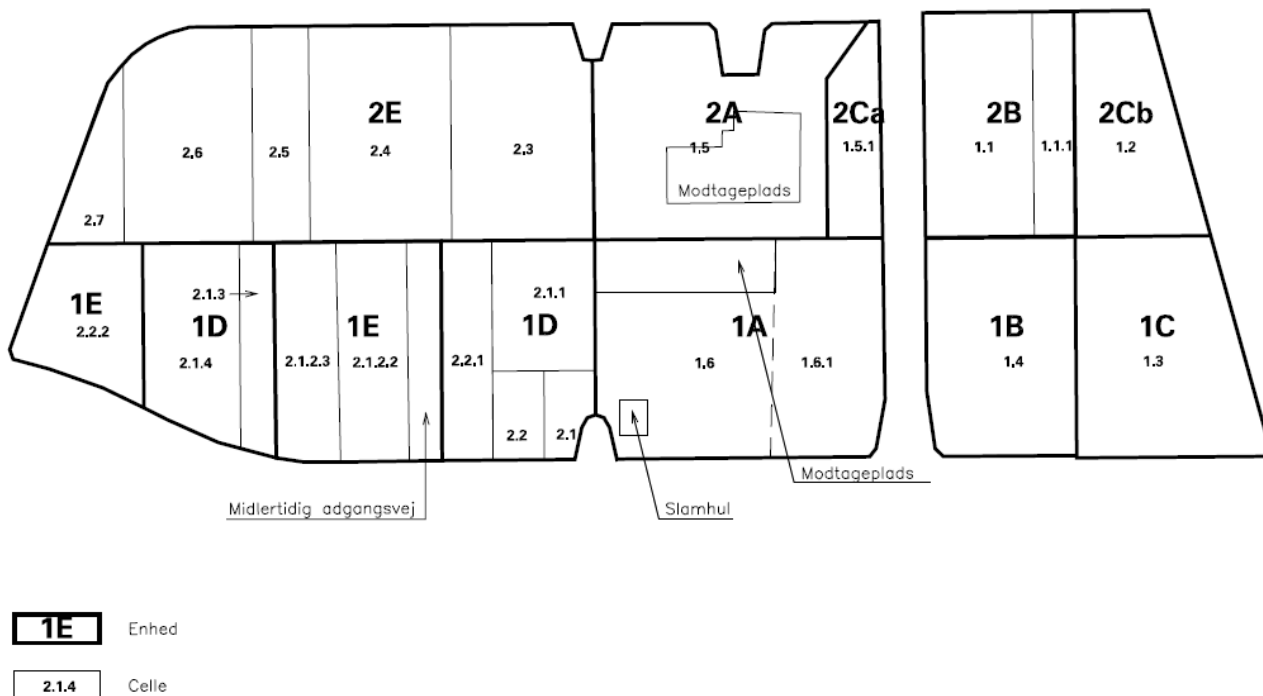 2E
2A
2Ca
2B
2Cb
2,6
2.5
2.4
2,3
1,5
1.5.1
1.1
1.1.1
1.2
Modtageplads
2.7
1E
2.2.2
2.1.3
1D
2.1.4
1E
2.1.2.3
2.1.2.2
2,2,1
2.1.1
1D
1A
1,6
1.6.1
1B
1,4
1C
1.3
2.2
2.1
Modtageplads
Midlertidig adgangsvej
Slamhul
1E Enhed
2.1.4 Celle